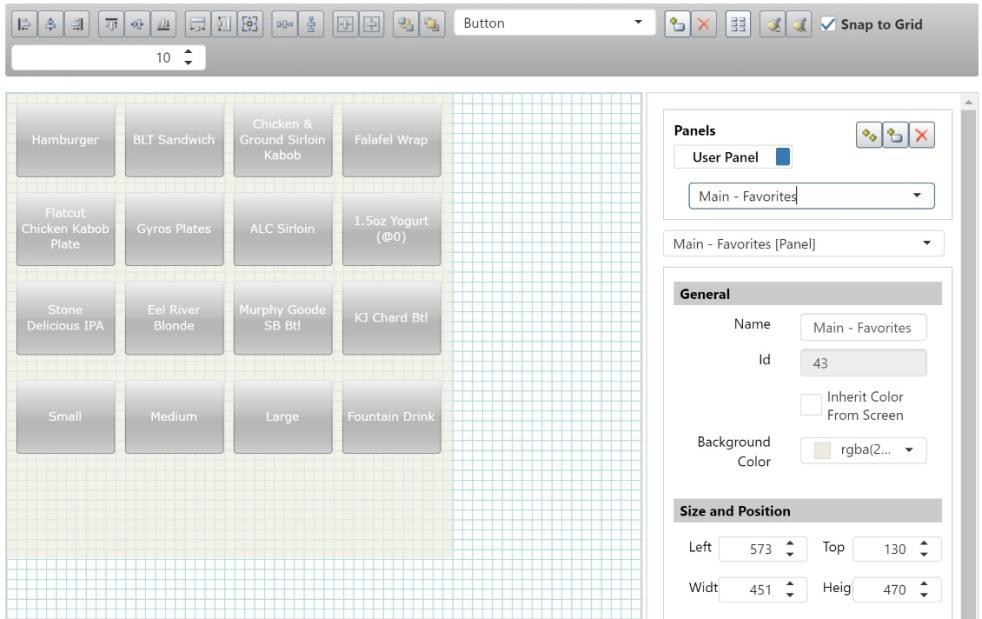 Button
Snap to Grid
10
Hamburger
BLT Sandwich
Chicken &
Ground Sirloin
Kabob
Falafel Wrap
Flatcut
Chicken Kabob
Plate
Gyros Plates
ALC Sirloin
1.5oz Yogurt
(@0)
Stone
Delicious IPA
Eel River
Blonde
Murphy Goode
SB Btl
KJ Chard Btl
Small
Medium
Large
Fountain Drink
Panels
User Panel
Main - Favorites
Main - Favorites [Panel]
General
Name Main - Favorites
Id 43
Inherit Color
From Screen
Background
Color
rgba(2...
Size and Position
Left 573 Top 130
Widt 451 Heig 470